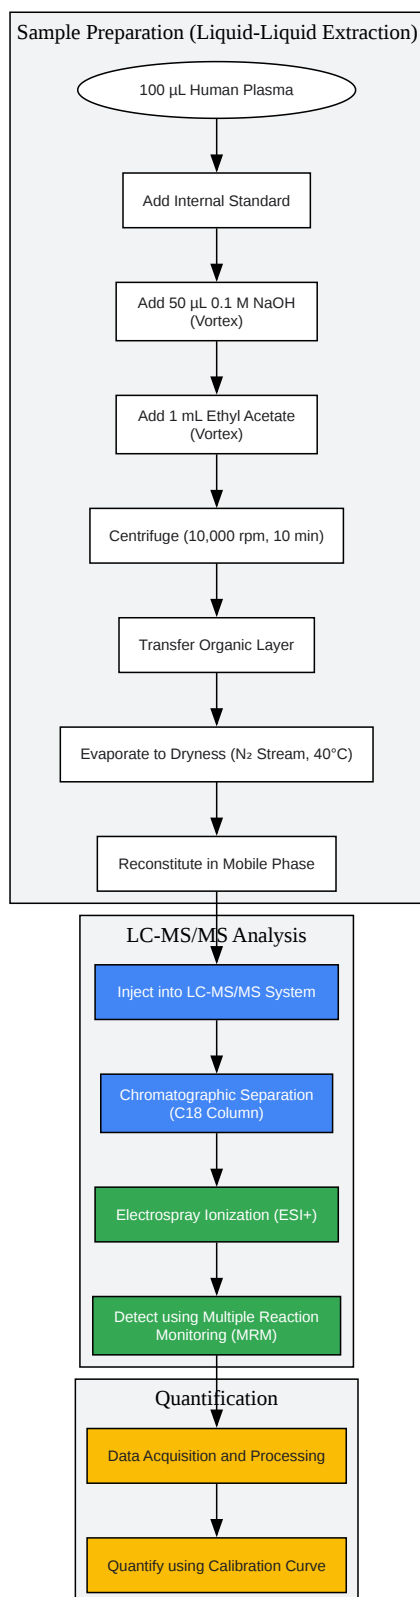 Sample Preparation (Liquid-Liquid Extraction)
100 µL Human Plasma
Add Internal Standard
Add 50 µL 0.1 M NaOH
(Vortex)
Add 1 mL Ethyl Acetate
(Vortex)
Centrifuge (10,000 rpm, 10 min)
Transfer Organic Layer
Evaporate to Dryness (N₂ Stream, 40°C)
Reconstitute in Mobile Phase
LC-MS/MS Analysis
Inject into LC-MS/MS System
Chromatographic Separation
(C18 Column)
Electrospray Ionization (ESI+)
Detect using Multiple Reaction
Monitoring (MRM)
Quantification
Data Acquisition and Processing
Quantify using Calibration Curve